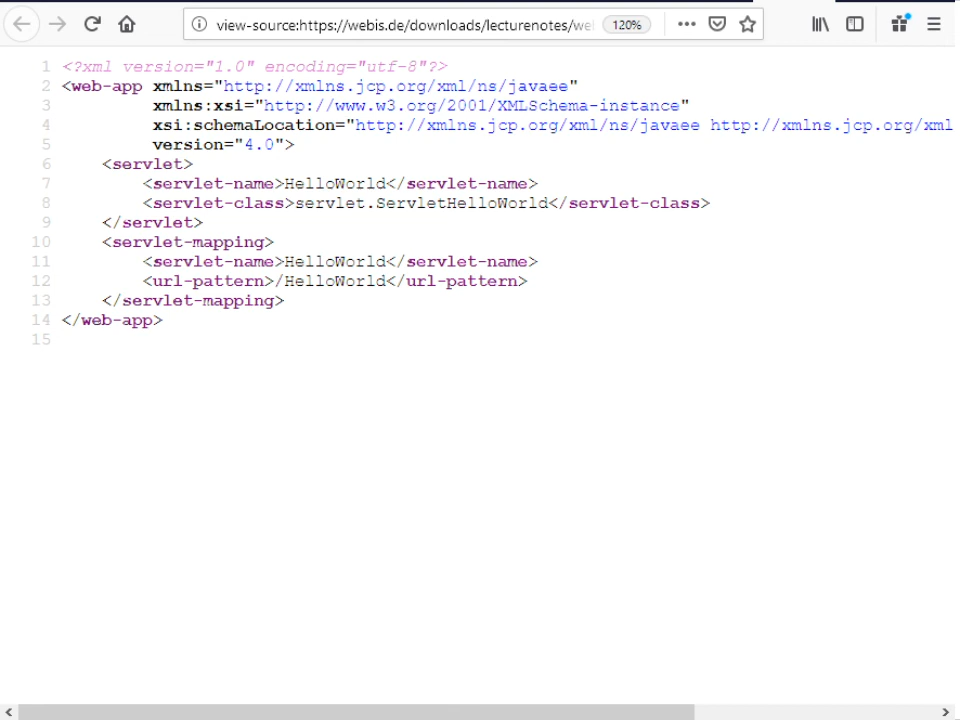 view-source:https://webis.de/downloads/lecturenotes/we
120%
1 <?xml version="1.0" encoding="utf-8"?>
2 <web-app xmlns="http://xmlns.jcp.org/xml/ns/javaee"
3 xmlns:xsi="http://www.w3.org/2001/XMLSchema-instance"
4 xsi:schemaLocation="http://xmlns.jcp.org/xml/ns/javaee http://xmlns.jcp.org/xml
5 version="4.0">
6 <servlet>
7 <servlet-name>HelloWorld</servlet-name>
8 <servlet-class>servlet.ServletHelloWorld</servlet-class>
9 </servlet>
10 <servlet-mapping>
11 <servlet-name>HelloWorld</servlet-name>
12 <url-pattern>/HelloWorld</url-pattern>
13 </servlet-mapping>
14 </web-app>
15